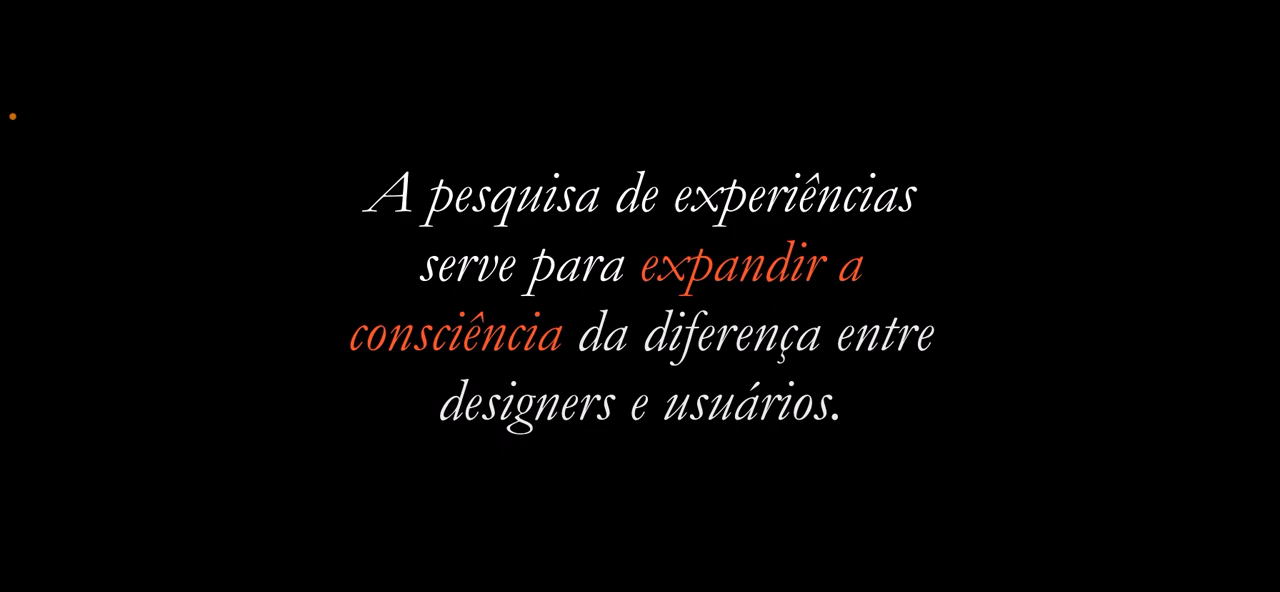 A pesquisa de experiências
serve para expandir a
consciência da diferença entre
designers e usuários.